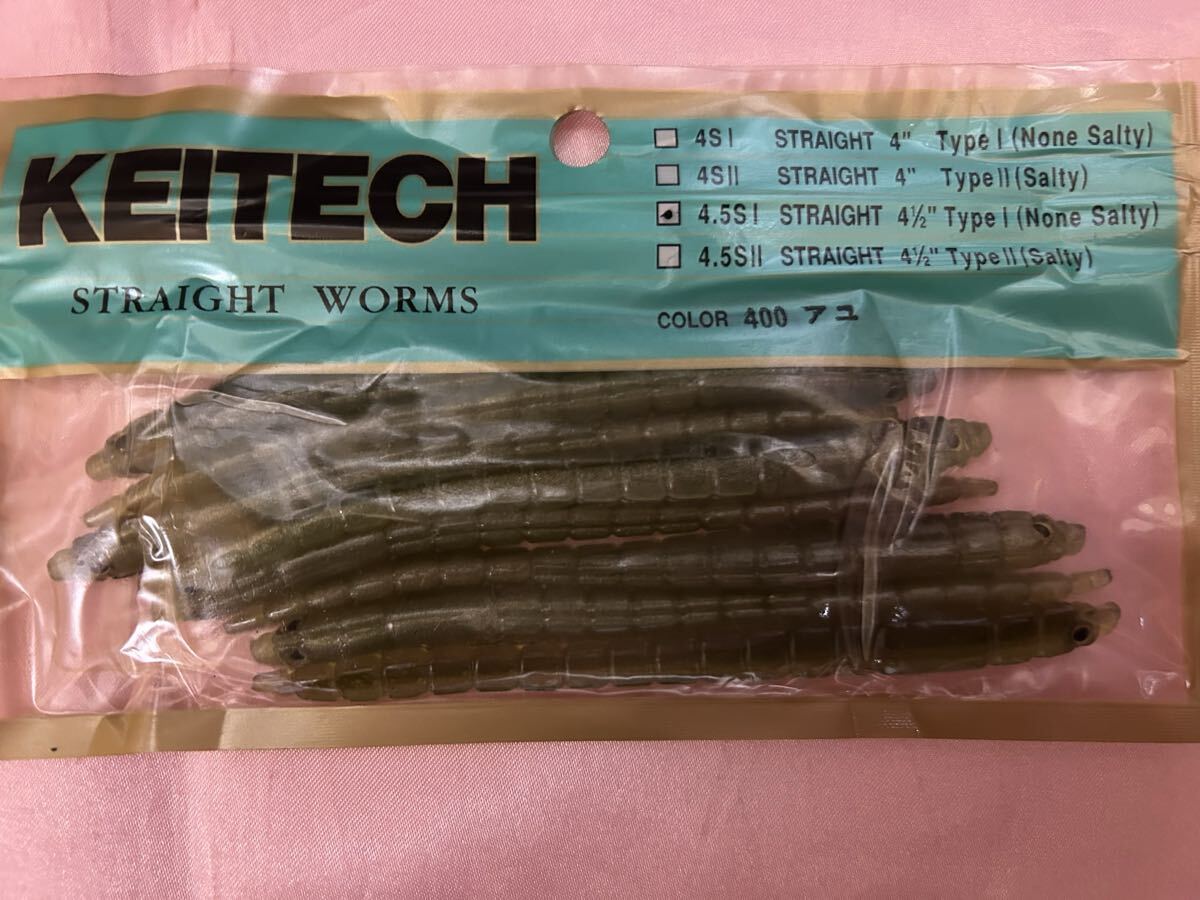 KEITECH
STRAIGHT WORMS
4S I STRAIGHT 4" Type I (None Salty)
4S II STRAIGHT 4" Type II (Salty)
4.5S I STRAIGHT 4½" Type I (None Salty)
4.5S II STRAIGHT 4½" Type II (Salty)
COLOR 400 アユ